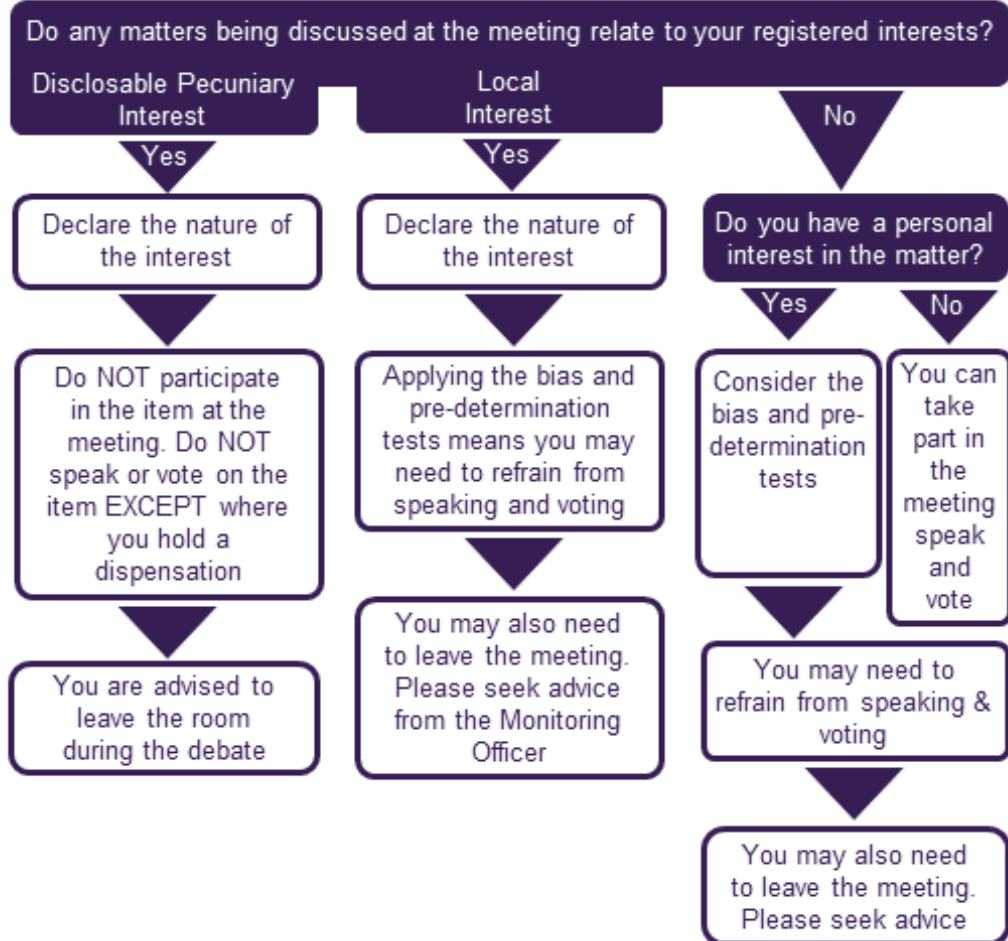 Do any matters being discussed at the meeting relate to your registered interests?
Disclosable Pecuniary
Interest
Yes
Declare the nature of
the interest
Do NOT participate
in the item at the
meeting. Do NOT
speak or vote on the
item EXCEPT where
you hold a
dispensation
You are advised to
leave the room
during the debate
Local
Interest
Yes
Declare the nature of
the interest
Applying the bias and
pre-determination
tests means you may
need to refrain from
speaking and voting
You may also need
to leave the meeting.
Please seek advice
from the Monitoring
Officer
No
Do you have a personal
interest in the matter?
Yes
Consider the
bias and pre-
determination
tests
You may need to
refrain from speaking &
voting
You may also need
to leave the meeting.
Please seek advice
No
You can
take
part in
the
meeting
speak
and
vote